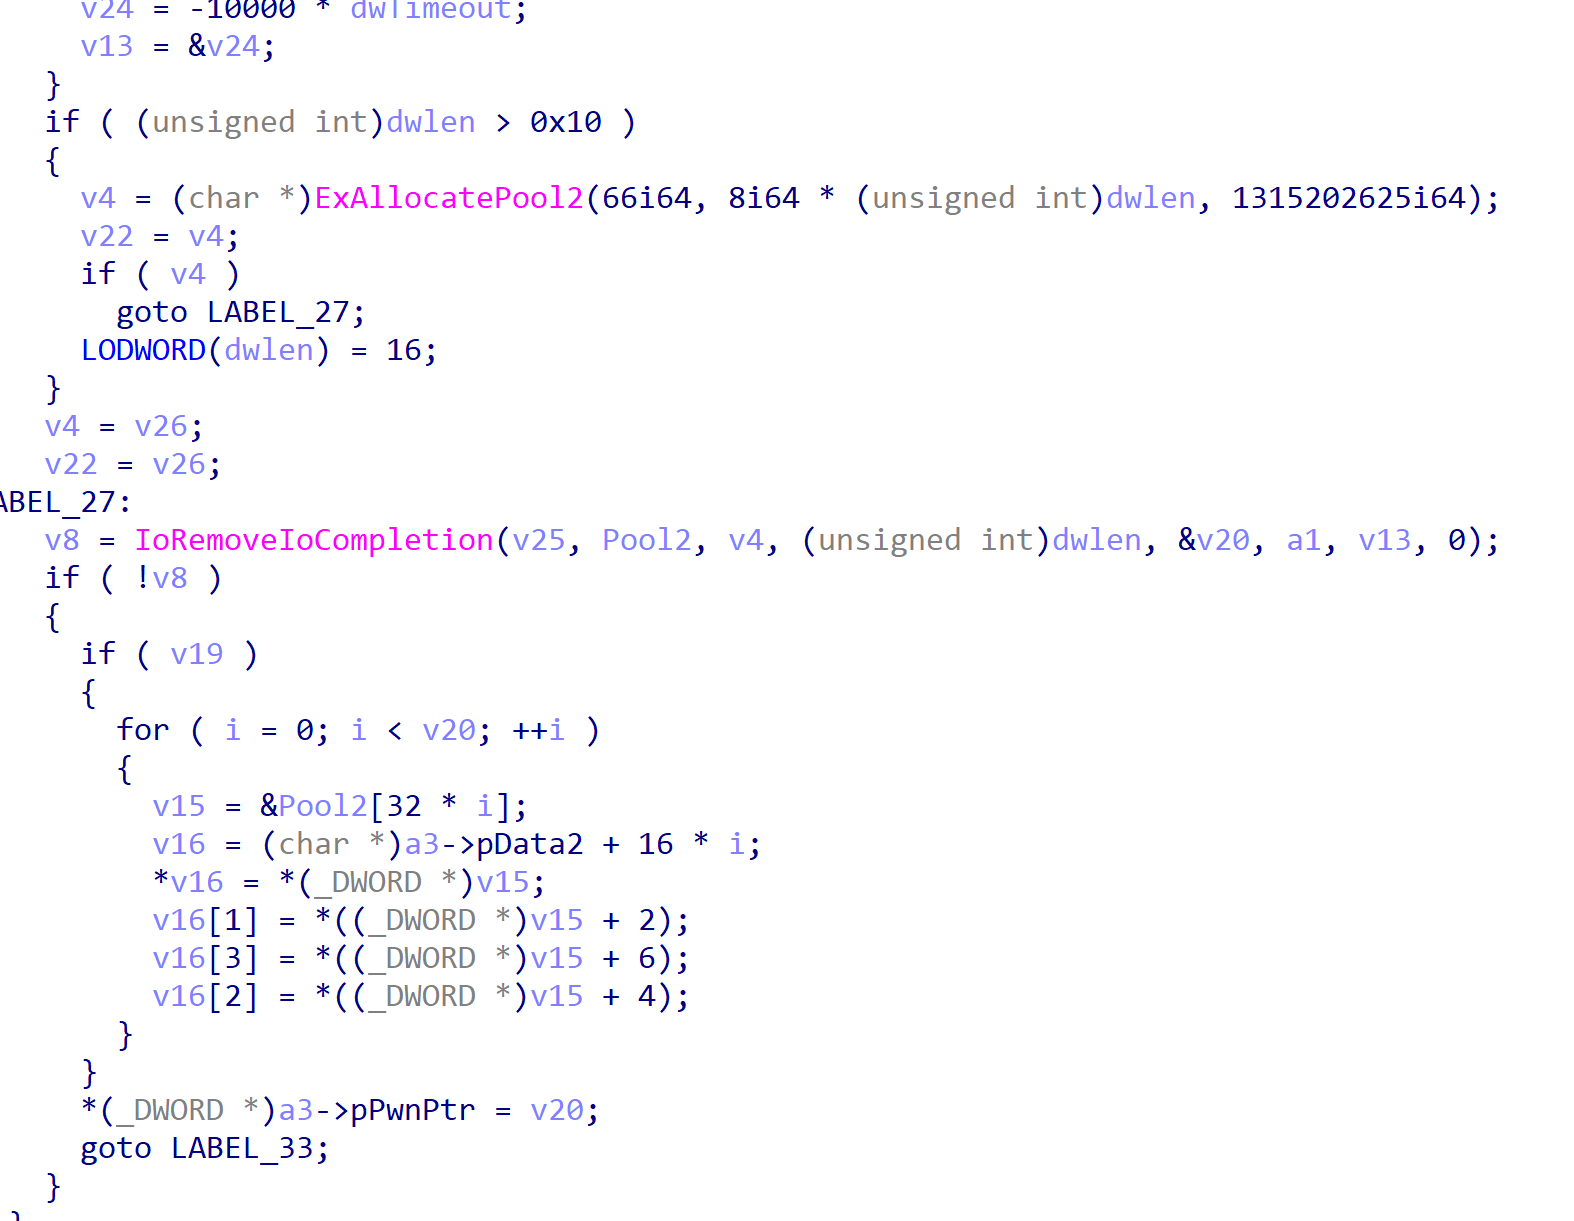 v24 = -10000 * dwTimeout;
v13 = &v24;
}
if ( (unsigned int)dwlen > 0x10 )
{
v4 = (char *)ExAllocatePool2(66i64, 8i64 * (unsigned int)dwlen, 1315202625i64);
v22 = v4;
if ( v4 )
goto LABEL_27;
LODWORD(dwlen) = 16;
}
v4 = v26;
v22 = v26;
ABEL_27:
v8 = IoRemoveIoCompletion(v25, Pool2, v4, (unsigned int)dwlen, &v20, a1, v13, 0);
if ( !v8 )
{
if ( v19 )
{
for ( i = 0; i < v20; ++i )
{
v15 = &Pool2[32 * i];
v16 = (char *)a3->pData2 + 16 * i;
*v16 = *(_DWORD *)v15;
v16[1] = *((_DWORD *)v15 + 2);
v16[3] = *((_DWORD *)v15 + 6);
v16[2] = *((_DWORD *)v15 + 4);
}
}
*(_DWORD *)a3->pPwnPtr = v20;
goto LABEL_33;
}
}